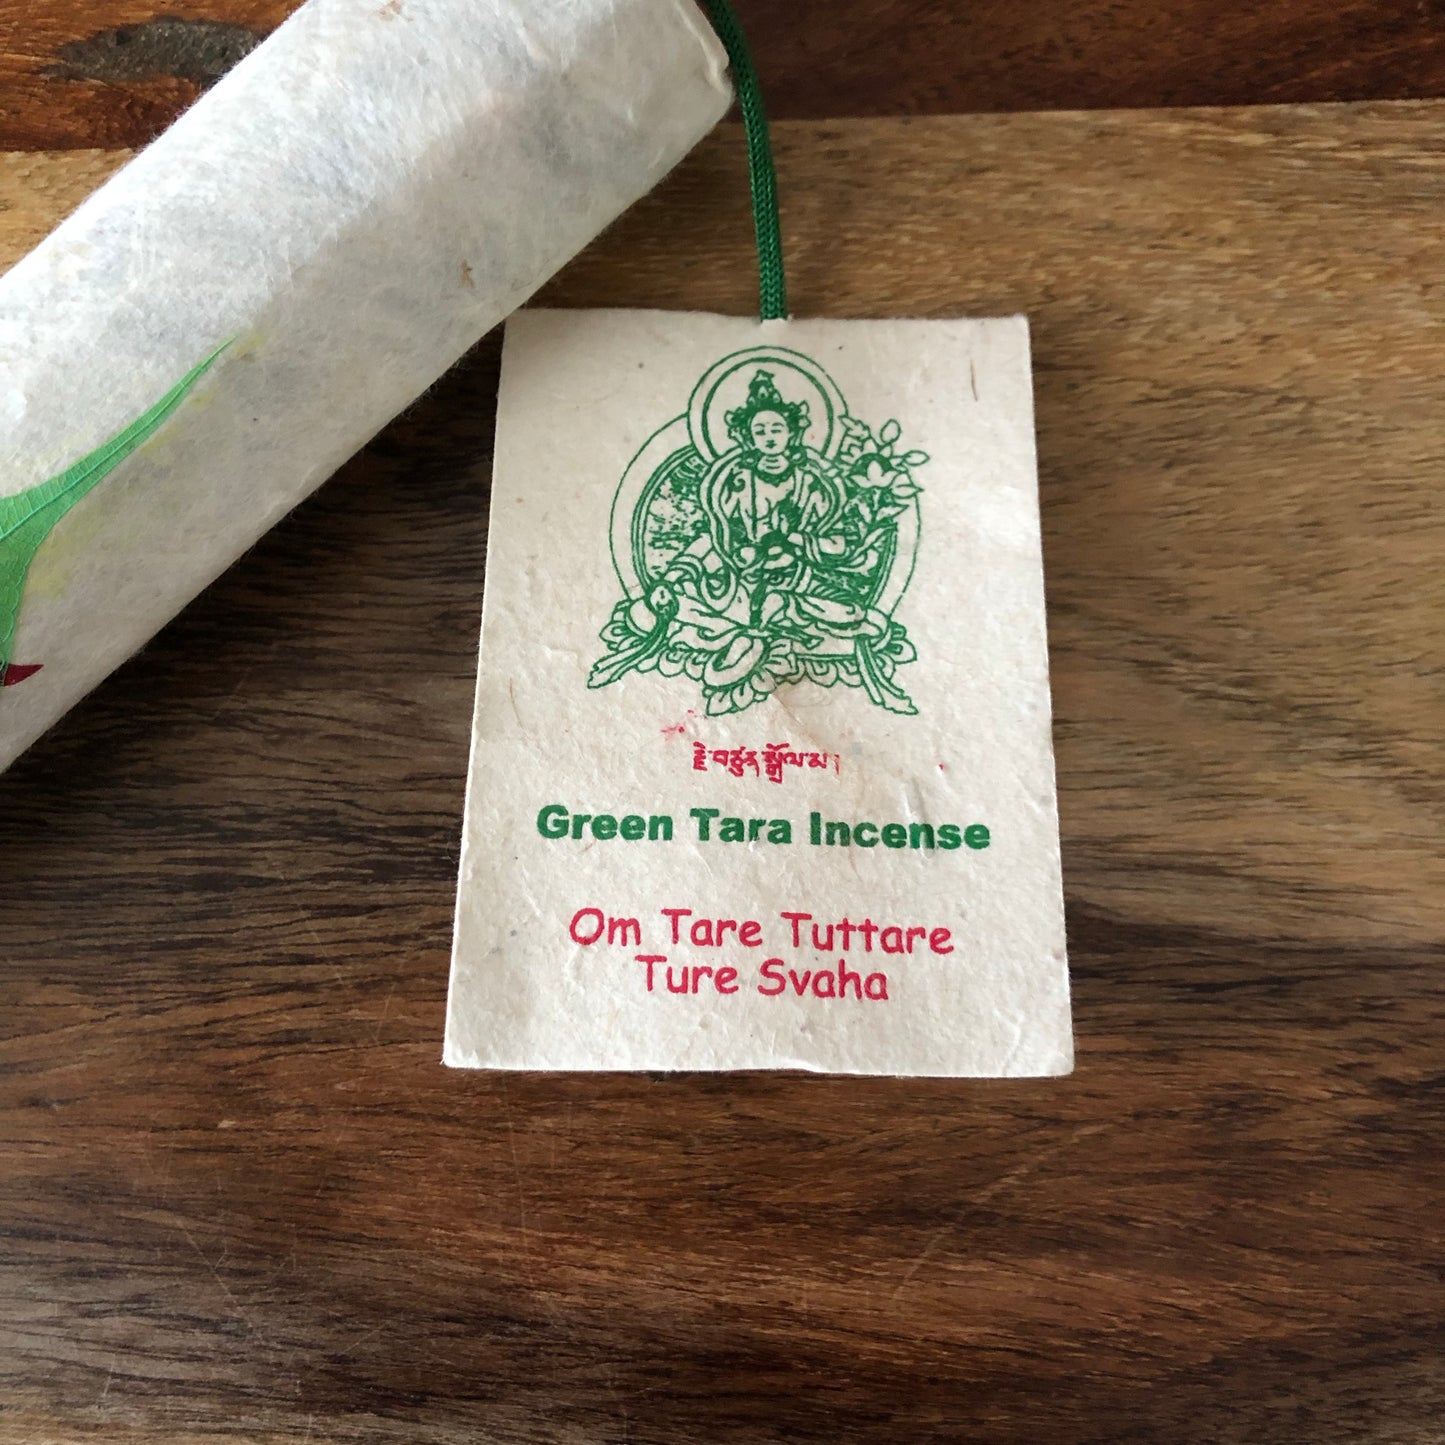 རྗེ་བཙུན་སྒྲོལ་མ།
Green Tara Incense
Om Tare Tuttare
Ture Svaha